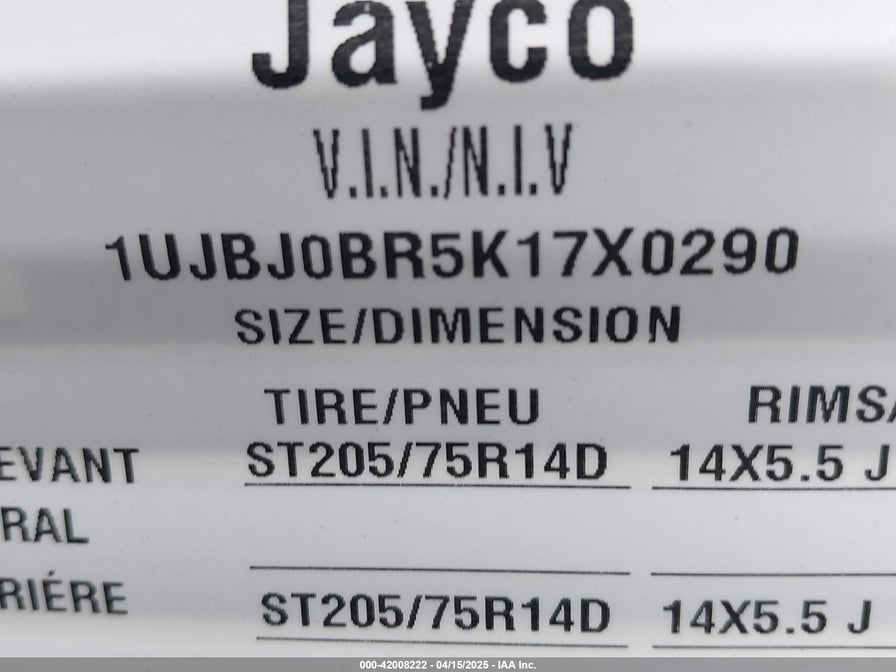 Jayco
V.I.N./N.I.V
1UJBJ0BR5K17X0290
SIZE/DIMENSION
TIRE/PNEU RIMS/
EVANT ST205/75R14D 14X5.5 J
RAL
RIÉRE ST205/75R14D 14X5.5 J
000-42008222 - 04/15/2025 - IAA Inc.